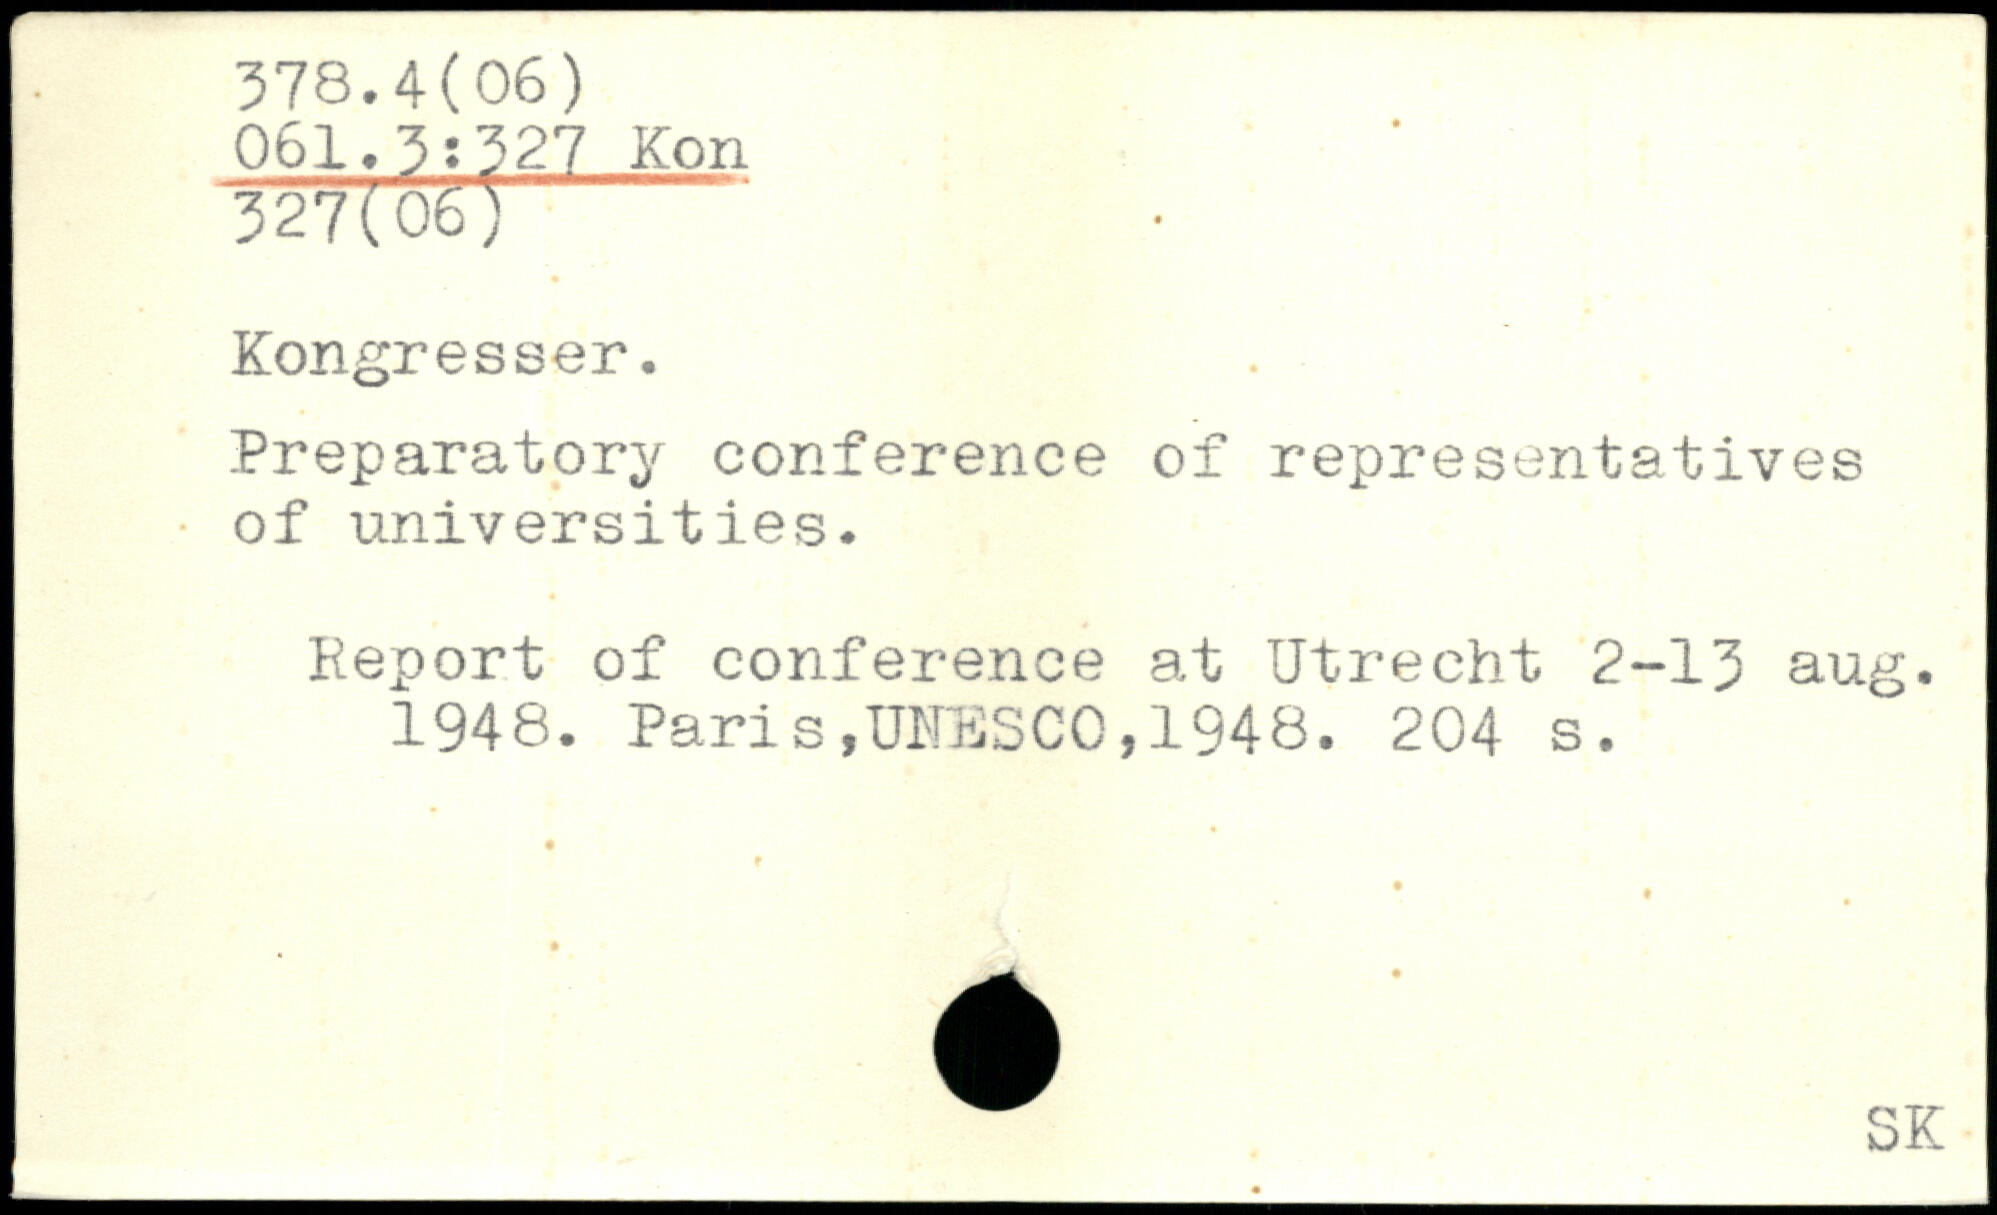 378.4(06)
061.3:327 Kon
327(06)
Kongresser.
Preparatory conference of representatives
of universities.
Report of conference at Utrecht 2-13 aug.
1948. Paris,UNESCO,1948. 204 s.
SK